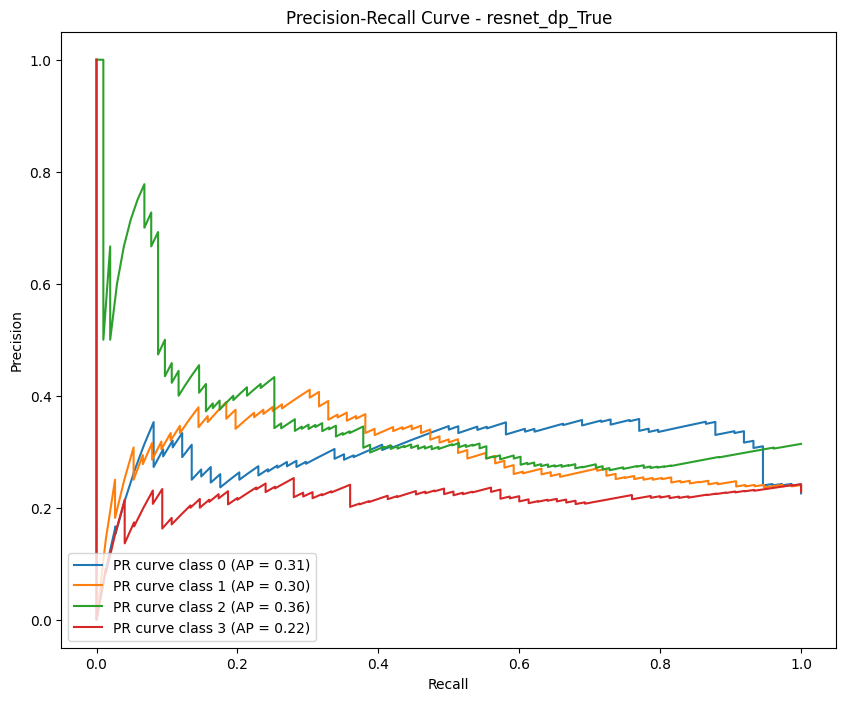 Precision-Recall Curve - resnet_dp_True
1.0
0.8
0.6
0.4
0.2
0.0
Precision
PR curve class 0 (AP = 0.31)
PR curve class 1 (AP = 0.30)
PR curve class 2 (AP = 0.36)
PR curve class 3 (AP = 0.22)
0.0 0.2 0.4 0.6 0.8 1.0
Recall